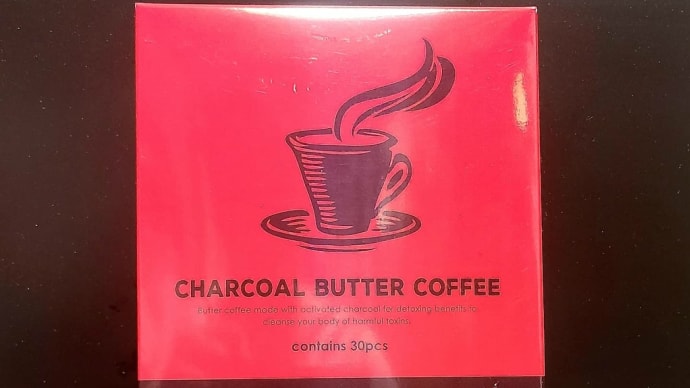 CHARCOAL BUTTER COFFEE
Butter coffee made with activated charcoal for detoxing benefits to
cleanse your body of harmful toxins.
contains 30pcs